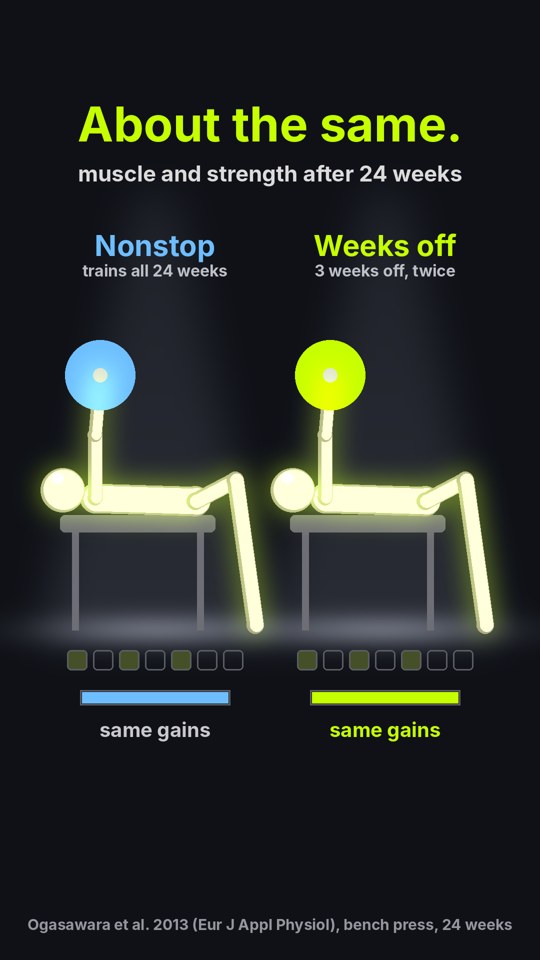 About the same.
muscle and strength after 24 weeks
Nonstop
trains all 24 weeks
Weeks off
3 weeks off, twice
same gains
same gains
Ogasawara et al. 2013 (Eur J Appl Physiol), bench press, 24 weeks